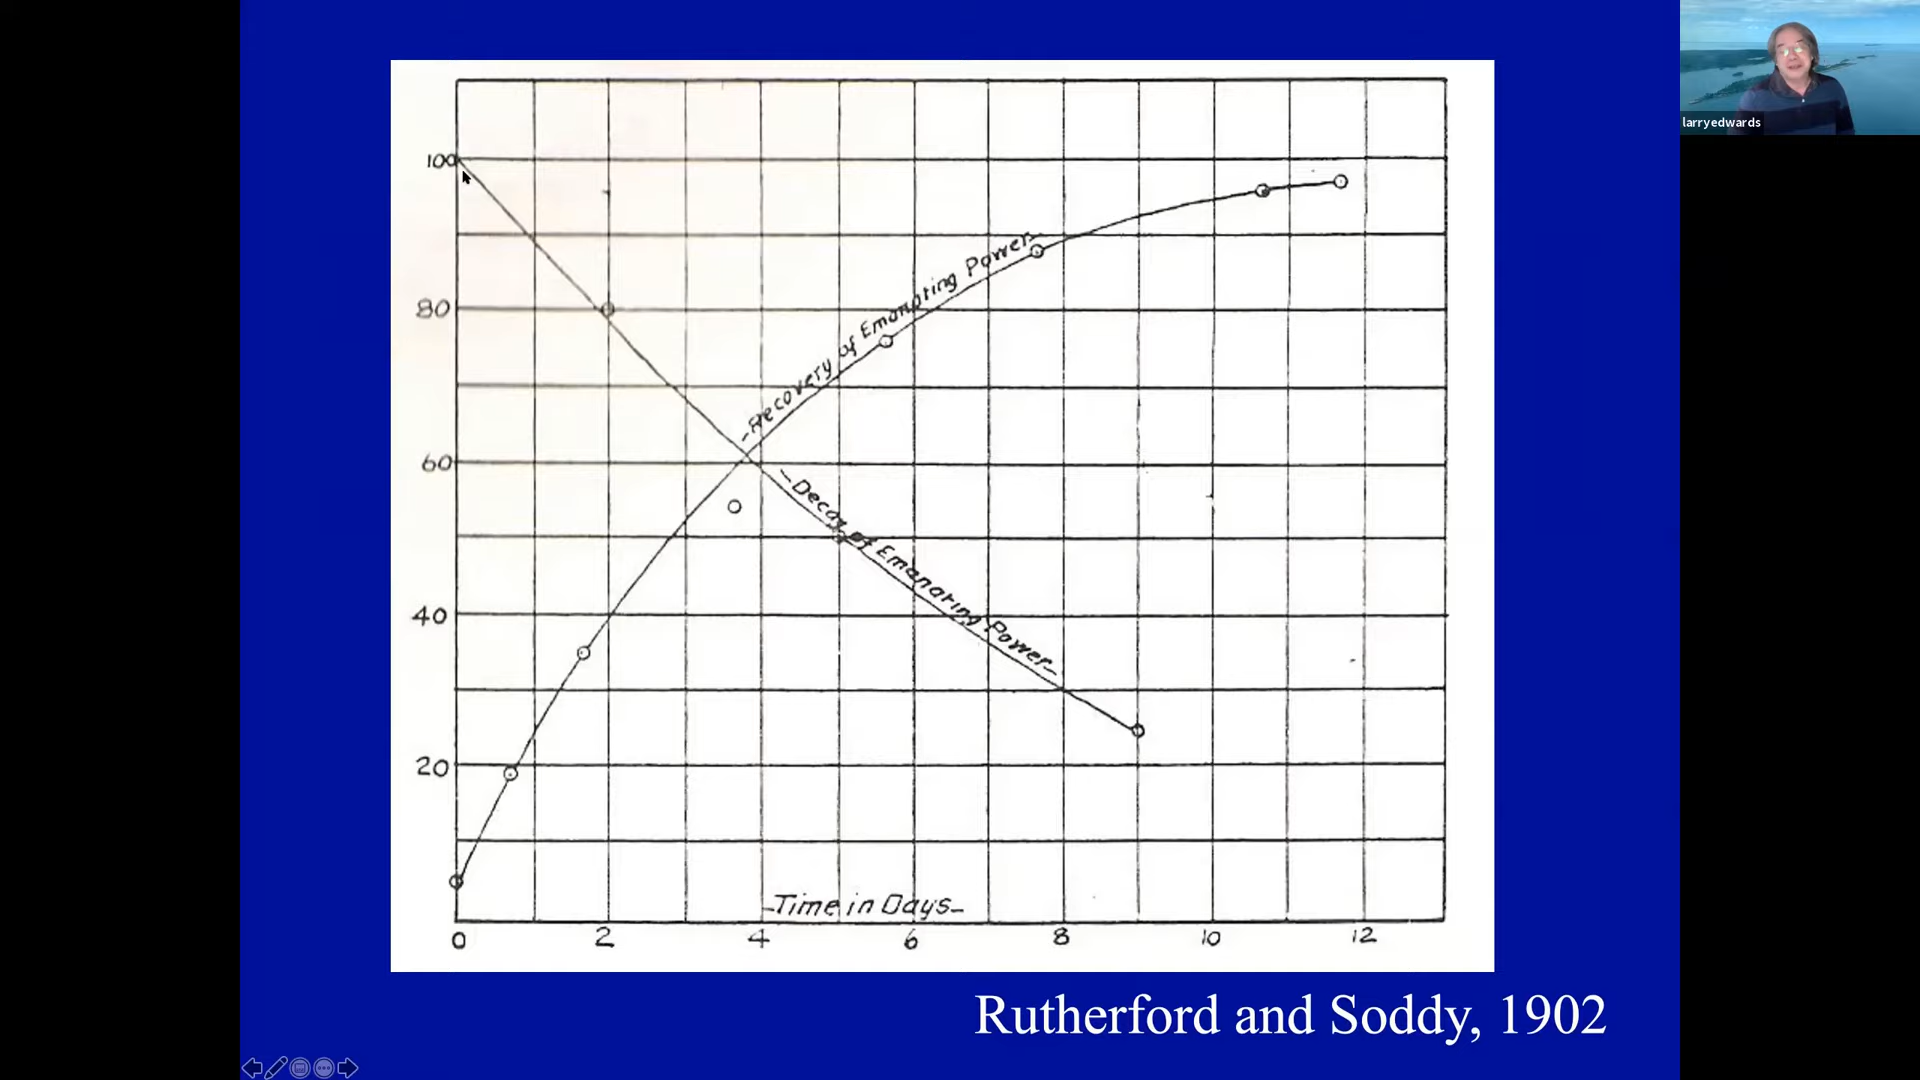 larryedwards
100
80
60
40
20
-Recovery of Emanating Power-
-Decay of Emanating Power-
-Time in Days-
0 2 4 6 8 10 12
Rutherford and Soddy, 1902